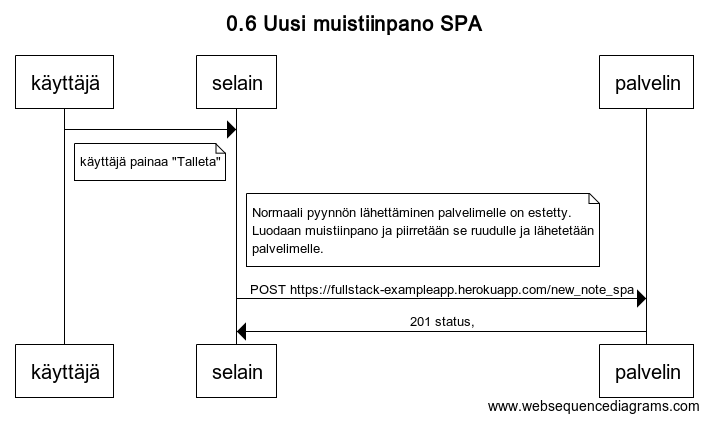 0.6 Uusi muistiinpano SPA
käyttäjä
selain
palvelin
käyttäjä painaa "Talleta"
Normaali pyynnön lähettäminen palvelimelle on estetty.
Luodaan muistiinpano ja piirretään se ruudulle ja lähetetään
palvelimelle.
POST https://fullstack-exampleapp.herokuapp.com/new_note_spa
201 status,
käyttäjä
selain
palvelin
www.websequencediagrams.com